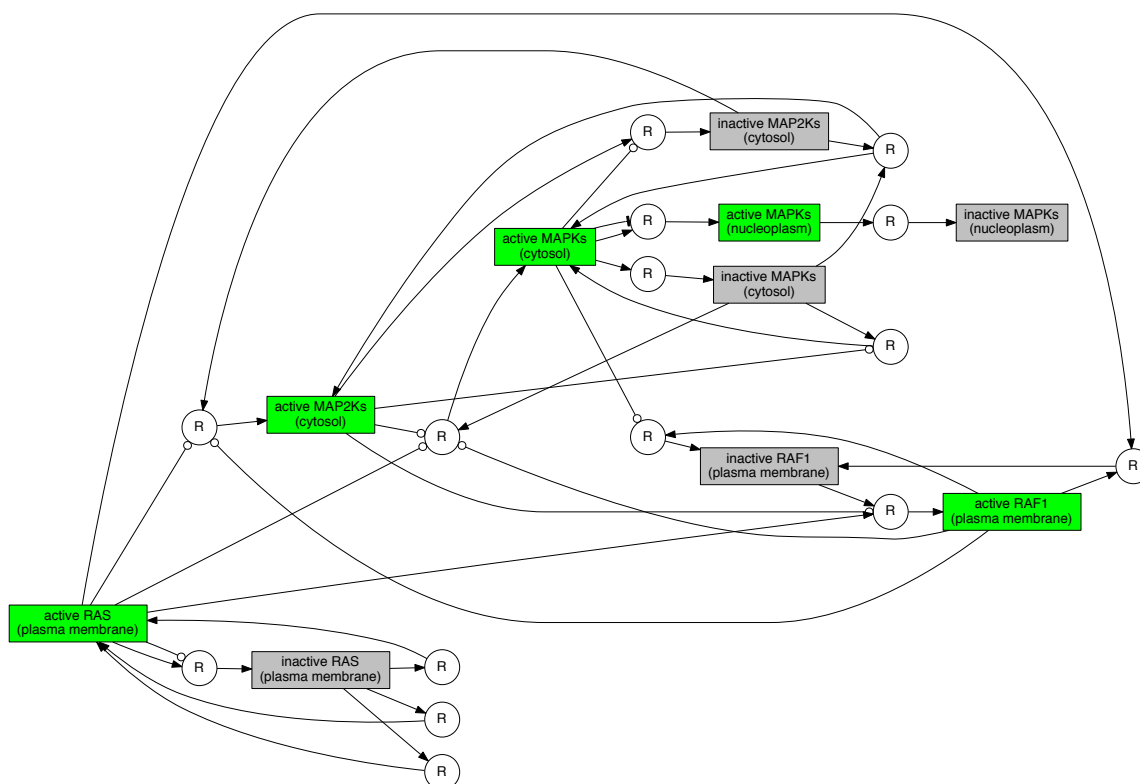 R
inactive MAP2Ks
(cytosol)
R
active MAPKs
(cytosol)
R
active MAPKs
(nucleoplasm)
R
inactive MAPKs
(nucleoplasm)
R
inactive MAPKs
(cytosol)
R
R
active MAP2Ks
(cytosol)
R
R
inactive RAF1
(plasma membrane)
R
R
active RAF1
(plasma membrane)
active RAS
(plasma membrane)
R
inactive RAS
(plasma membrane)
R
R
R